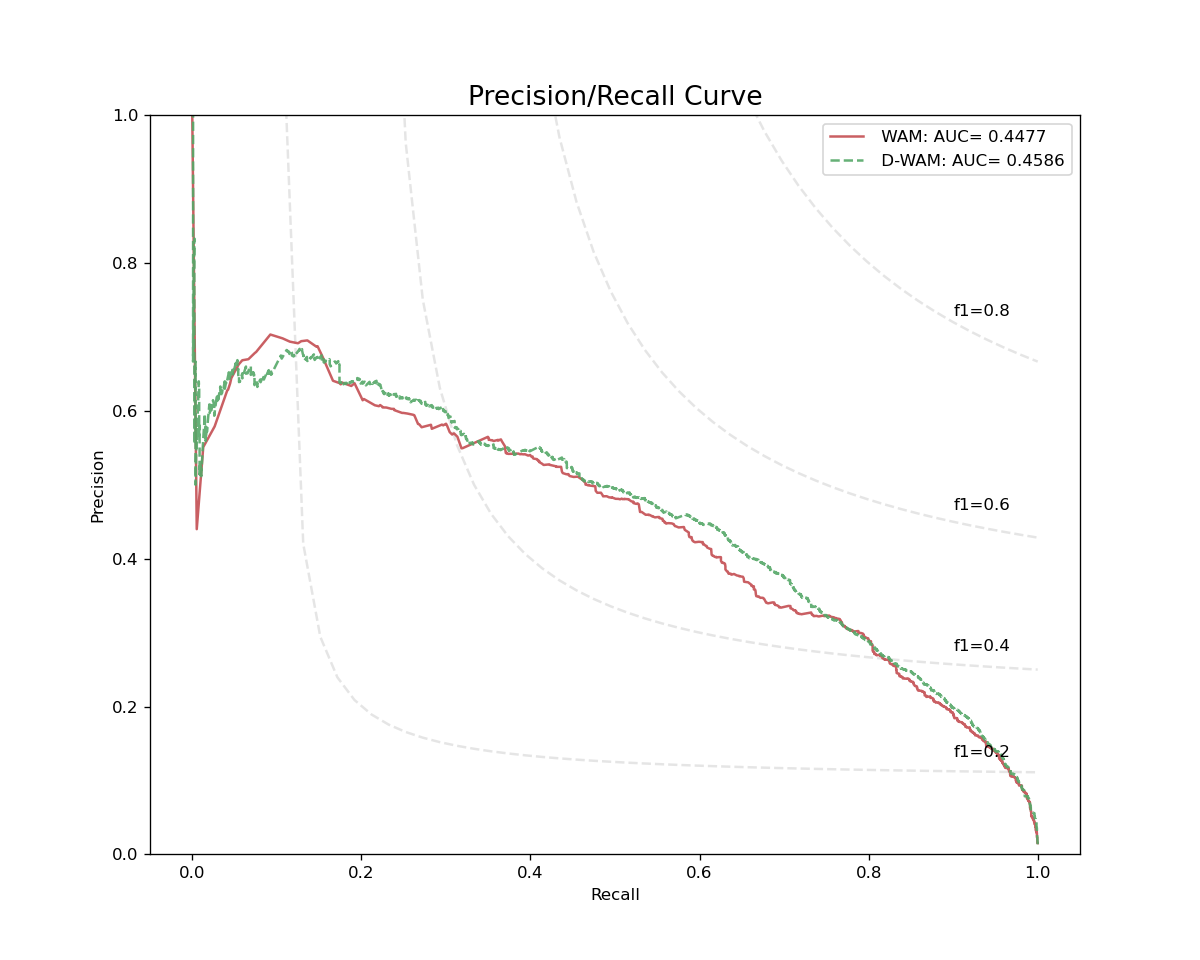 Precision/Recall Curve
WAM: AUC= 0.4477
D-WAM: AUC= 0.4586
f1=0.8
f1=0.6
f1=0.4
f1=0.2
Precision
1.0
0.8
0.6
0.4
0.2
0.0
0.0 0.2 0.4 0.6 0.8 1.0
Recall